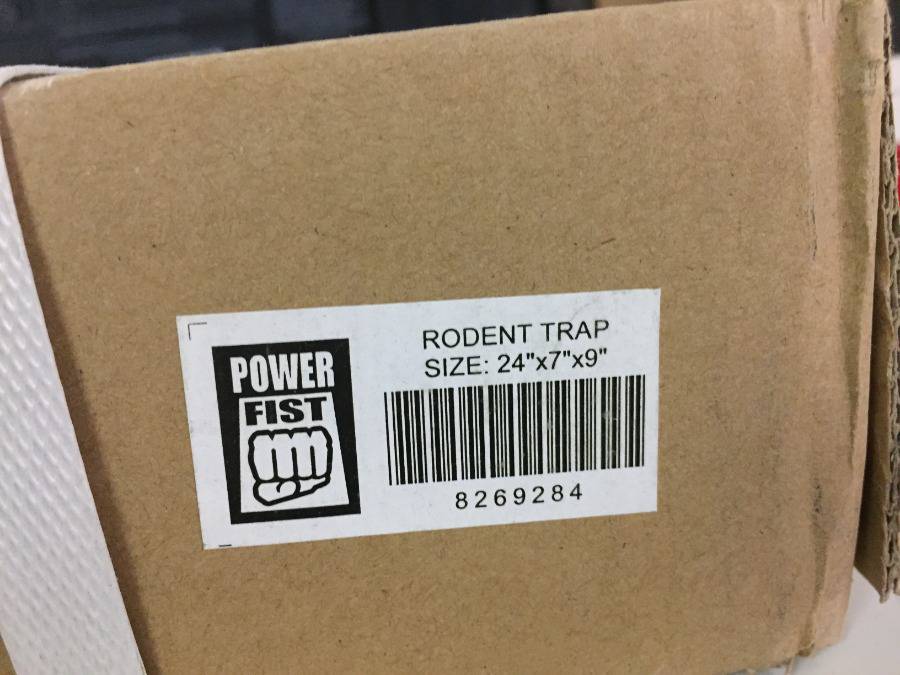 POWER
FIST
RODENT TRAP
SIZE: 24"x7"x9"
8269284